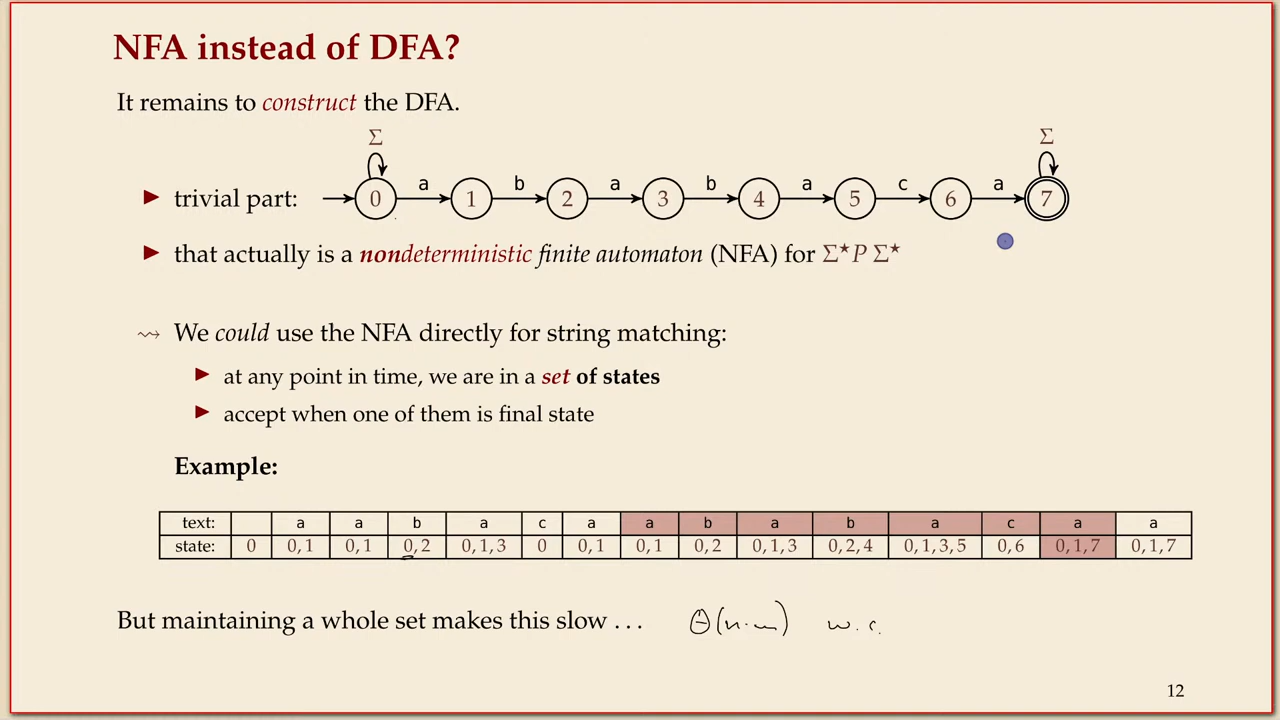 NFA instead of DFA?
It remains to construct the DFA.
Σ Σ
▶ trivial part: 0 a 1 b 2 a 3 b 4 a 5 c 6 a 7
▶ that actually is a nondeterministic finite automaton (NFA) for Σ★P Σ★
⇝ We could use the NFA directly for string matching:
▶ at any point in time, we are in a set of states
▶ accept when one of them is final state
Example:
text: a a b a c a a b a b a c a a
state: 0 0, 1 0, 1 0, 2 0, 1, 3 0 0, 1 0, 1 0, 2 0, 1, 3 0, 2, 4 0, 1, 3, 5 0, 6 0, 1, 7 0, 1, 7
But maintaining a whole set makes this slow . . . Θ(n·m) w.c.
12